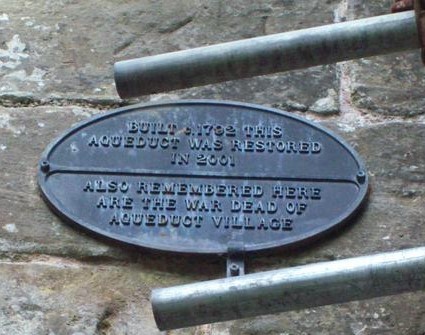 BUILT c 1792 THIS
AQUEDUCT WAS RESTORED
IN 2001
ALSO REMEMBERED HERE
ARE THE WAR DEAD OF
AQUEDUCT VILLAGE